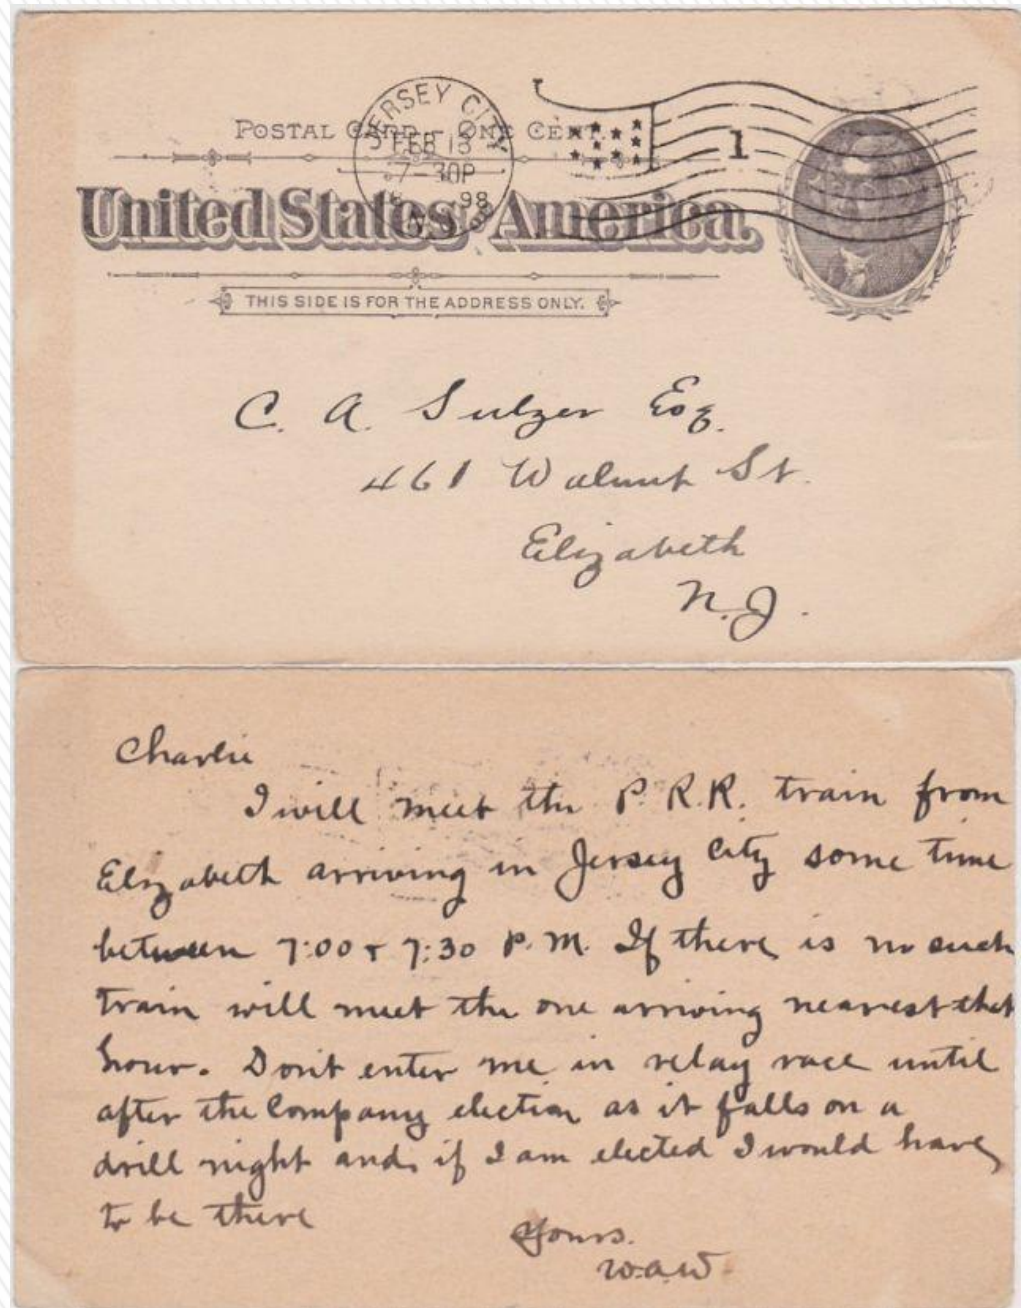 POSTAL CARD – ONE CENT.
JERSEY CITY
FEB 13
7-30P
98
1
United States of America.
THIS SIDE IS FOR THE ADDRESS ONLY.
C. A. Sulzer Esq.
461 Walnut St.
Elizabeth
N.J.
Charlie
I will meet the P.R.R. train from
Elizabeth arriving in Jersey City some time
between 7:00 & 7:30 P.M. If there is no such
train will meet the one arriving nearest that
hour. Don't enter me in relay race until
after the Company election as it falls on a
drill night and if I am elected I would have
to be there
Yours.
W.A.W